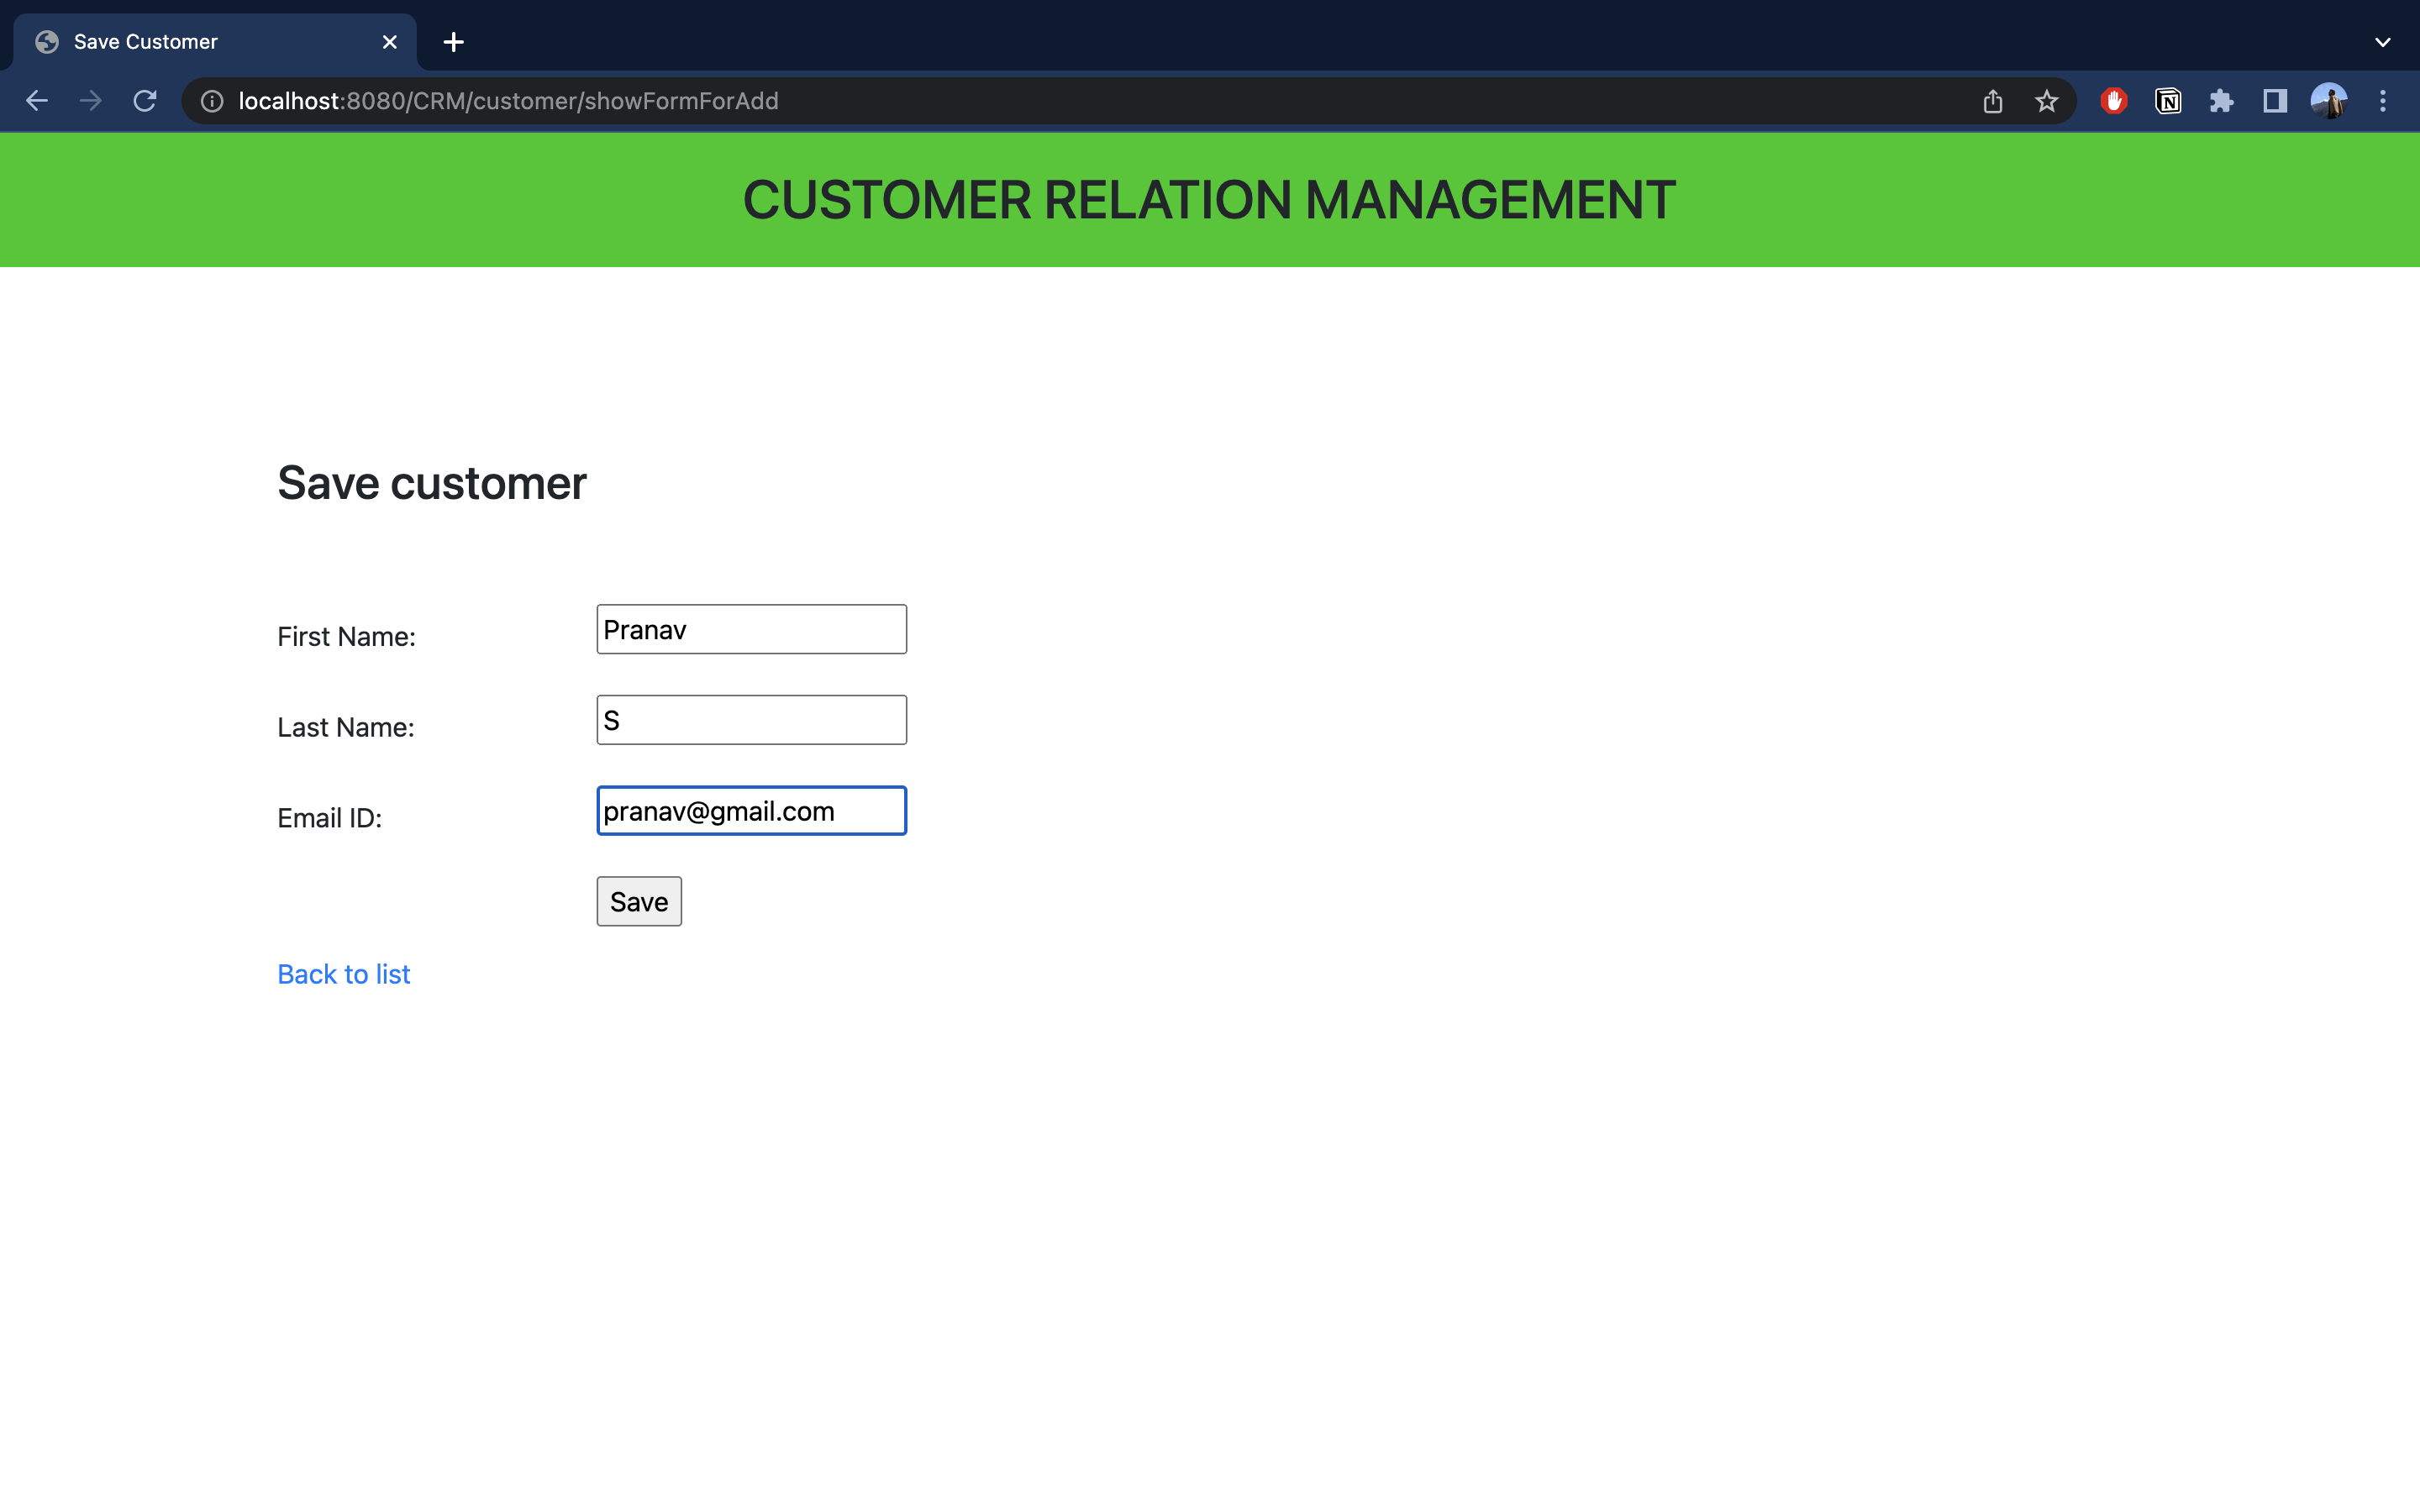 Save Customer
localhost:8080/CRM/customer/showFormForAdd
CUSTOMER RELATION MANAGEMENT
Save customer
First Name: Pranav
Last Name: S
Email ID: pranav@gmail.com
Save
Back to list